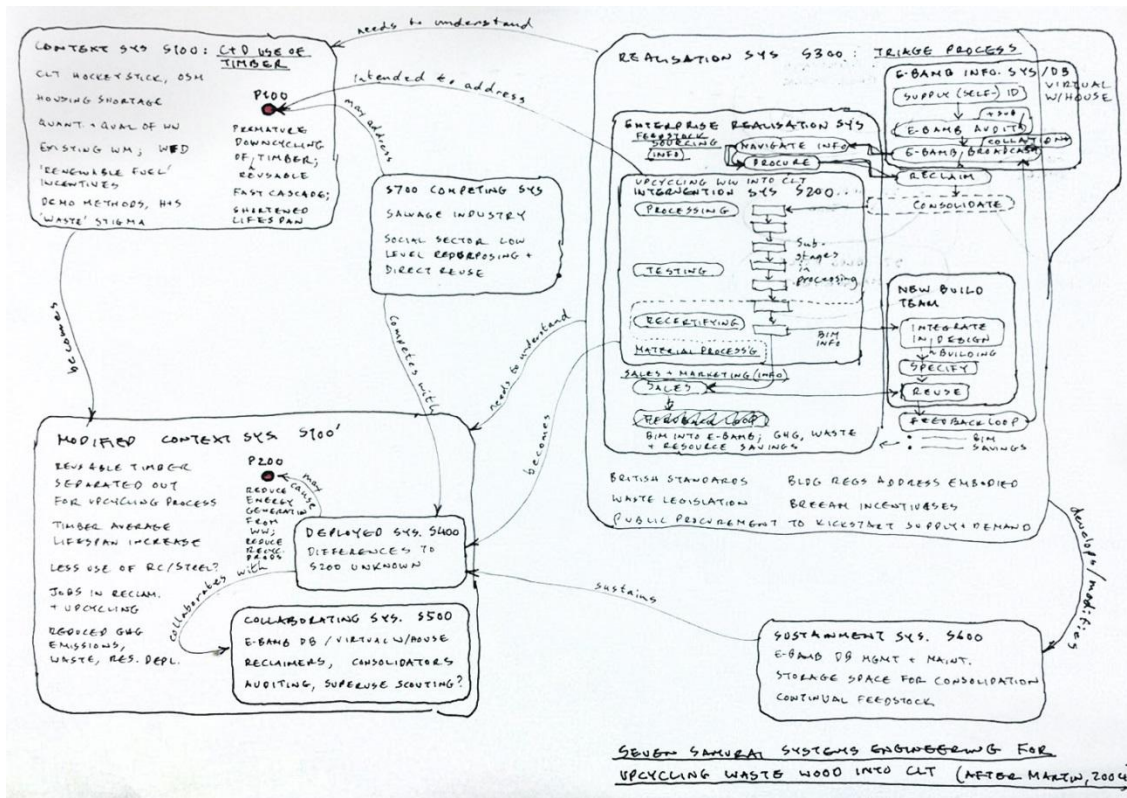 CONTEXT SYS S100: C+D USE OF
TIMBER
CLT HOCKEYSTICK, OSM
HOUSING SHORTAGE
QUANT + QUAL OF WW
EXISTING WM; WFD
'RENEWABLE FUEL'
INCENTIVES
DEMO METHODS, H+S
'WASTE' STIGMA
P100
PREMATURE
DOWNCYCLING
OF TIMBER;
REUSABLE
FAST CASCADE;
SHORTENED
LIFESPAN
needs to understand
Intended to address
may address
S700 COMPETING SYS
SALVAGE INDUSTRY
SOCIAL SECTOR LOW
LEVEL REPURPOSING +
DIRECT REUSE
REALISATION SYS S300: TRIAGE PROCESS
E-BAMB INFO. SYS / DB
VIRTUAL
W/HOUSE
SUPPLY (SELF-) ID
E-BAMB AUDIT
COLLATION
E-BAMB, BROADCAST
RECLAIM
CONSOLIDATE
ENTERPRISE REALISATION SYS
FEEDSTOCK
SOURCING
(INFO)
NAVIGATE INFO
PROCURE
UPCYCLING WW INTO CLT
INTERVENTION SYS S200
PROCESSING
TESTING
Sub-
stages
in
processing
RECERTIFYING
MATERIAL PROCESS'G
BIM
INFO
NEW BUILD
TEAM
INTEGRATE
IN DESIGN
BUILDING
SPECIFY
REUSE
FEEDBACK LOOP
BIM
SAVINGS
SALES + MARKETING (INFO)
SALES
FEEDBACK LOOP
BIM INTO E-BAMB; GHG, WASTE
+ RESOURCE SAVINGS
BRITISH STANDARDS
BLDG REGS ADDRESS EMBODIED
WASTE LEGISLATION
BREEAM INCENTIVISES
PUBLIC PROCUREMENT TO KICKSTART SUPPLY + DEMAND
becomes
competes with
needs to understand
becomes
develops/modifies
MODIFIED CONTEXT SYS S100'
REUSABLE TIMBER
SEPARATED OUT
FOR UPCYCLING PROCESS
TIMBER AVERAGE
LIFESPAN INCREASE
LESS USE OF RC/STEEL?
JOBS IN RECLAM.
+ UPCYCLING
REDUCED GHG
EMISSIONS,
WASTE, RES. DEPL.
P200
REDUCE
ENERGY
GENERATIN
FROM
WW;
REDUCE
RECYC.
PRODS
may
cause
DEPLOYED SYS. S400
DIFFERENCES TO
S200 UNKNOWN
collaborates with
COLLABORATING SYS. S500
E-BAMB DB / VIRTUAL W/HOUSE
RECLAIMERS, CONSOLIDATORS
AUDITING, SUPERUSE SCOUTING?
sustains
SUSTAINMENT SYS. S600
E-BAMB DB MGMT + MAINT.
STORAGE SPACE FOR CONSOLIDATION
CONTINUAL FEEDSTOCK
SEVEN SAMURAI SYSTEMS ENGINEERING FOR
UPCYCLING WASTE WOOD INTO CLT (AFTER MARTIN, 2004)